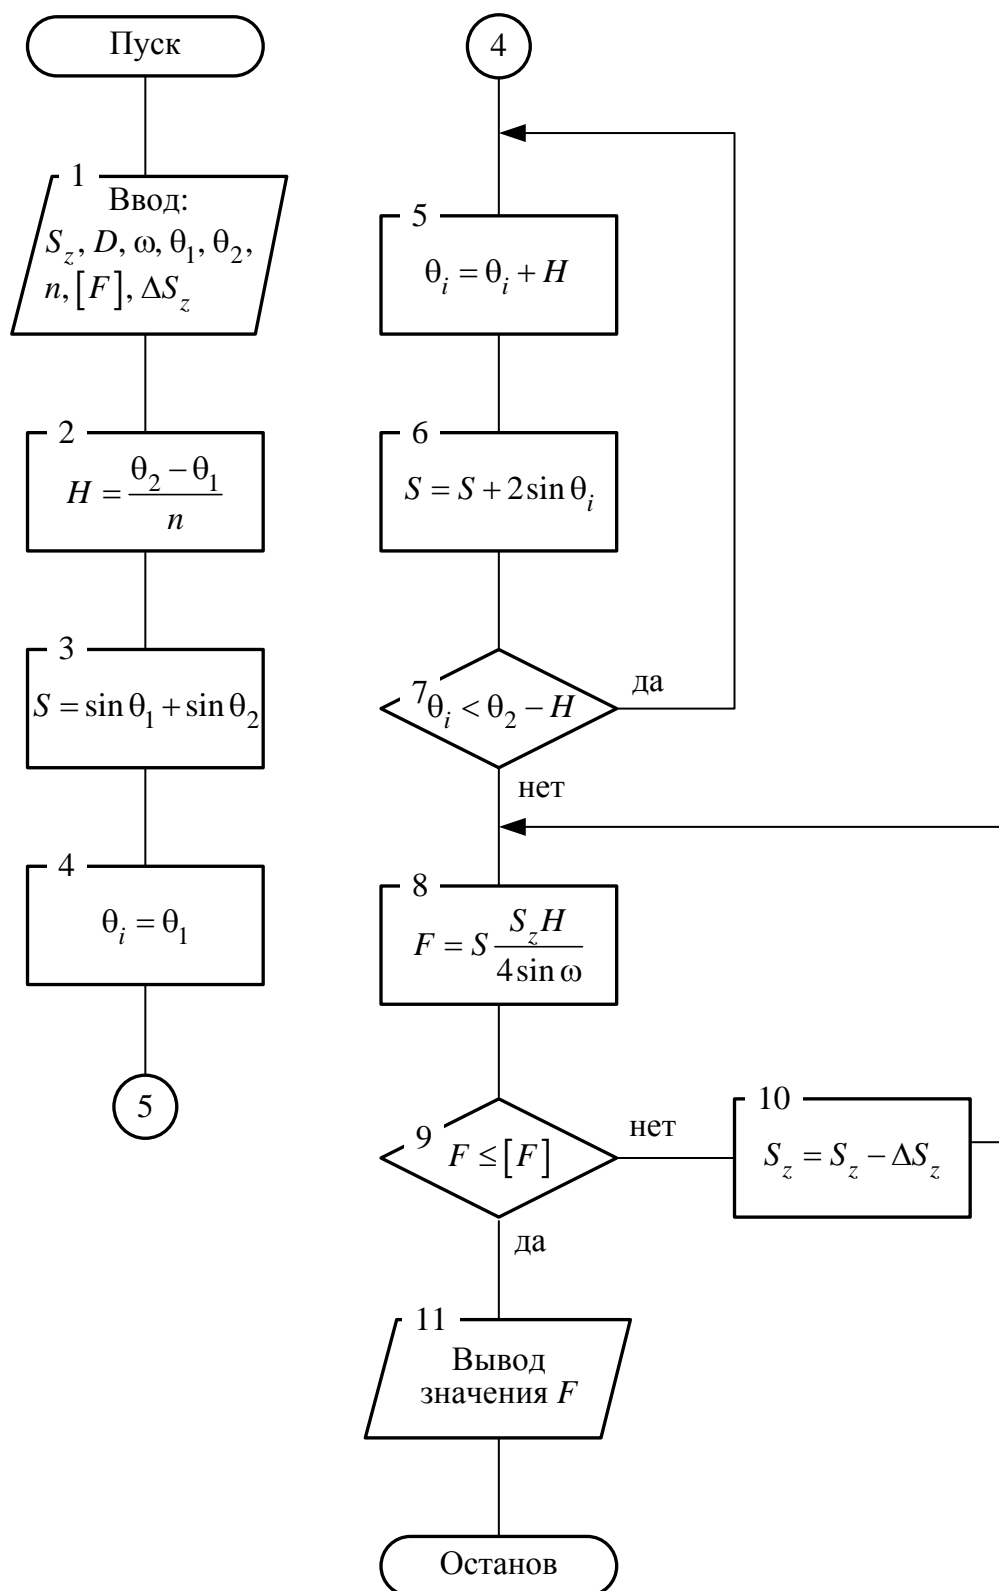 Пуск
1
Ввод:
S_z, D, ω, θ_1, θ_2,
n, [F], ΔS_z
2
H = (θ_2 − θ_1) / n
3
S = sin θ_1 + sin θ_2
4
θ_i = θ_1
5
4
5
θ_i = θ_i + H
6
S = S + 2 sin θ_i
7
θ_i < θ_2 − H
да
нет
8
F = S (S_z H) / (4 sin ω)
9
F ≤ [F]
нет
10
S_z = S_z − ΔS_z
да
11
Вывод
значения F
Останов